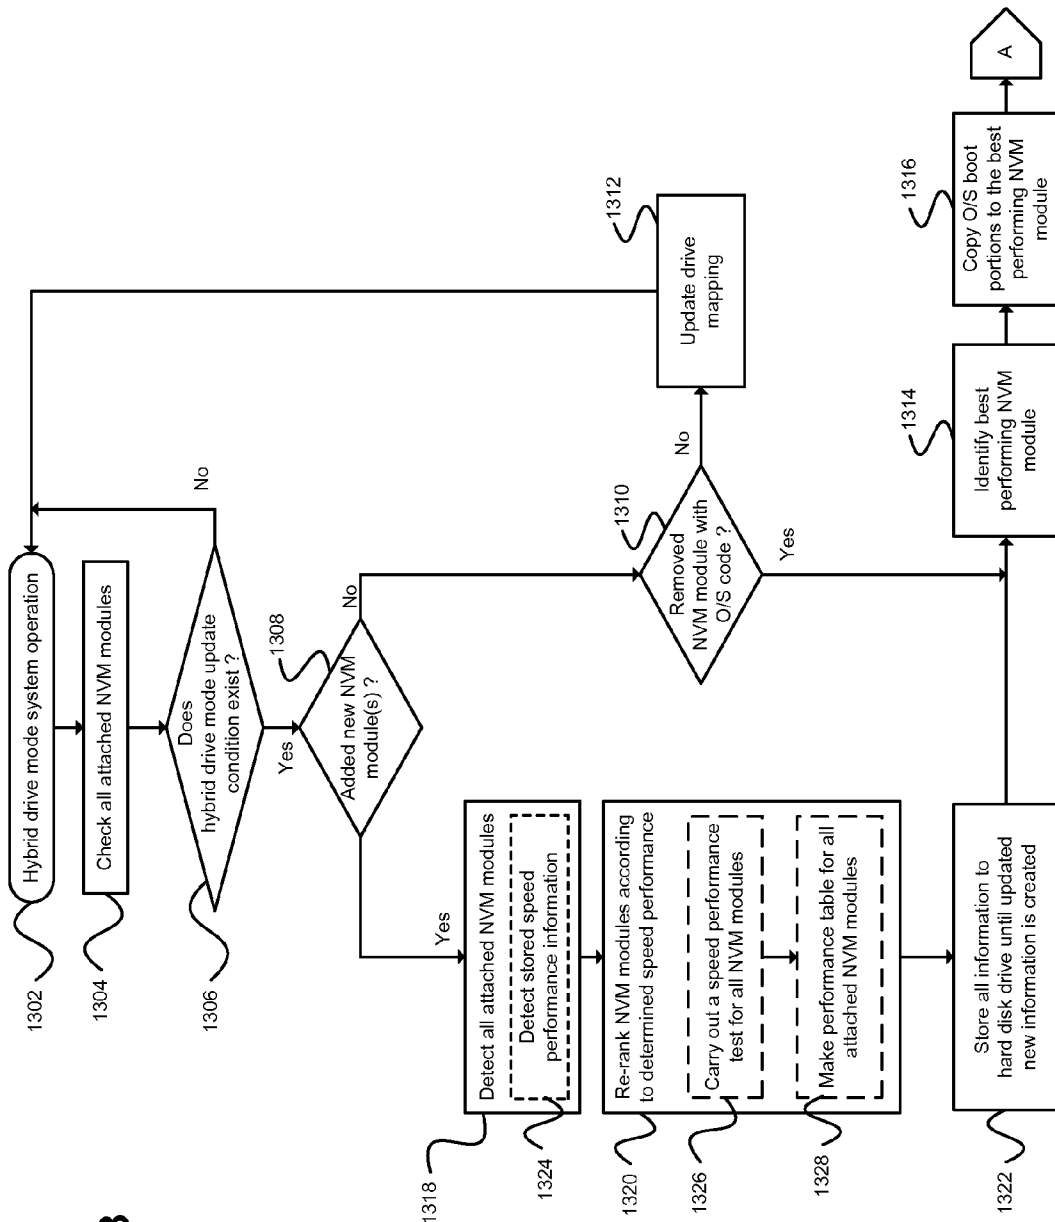 1302
Hybrid drive mode system operation
1304
Check all attached NVM modules
1306
Does
hybrid drive mode update
condition exist ?
No
Yes
1308
Added new NVM
module(s) ?
No
Yes
1310
Removed
NVM module with
O/S code ?
No
Yes
1312
Update drive
mapping
1318
Detect all attached NVM modules
1324
Detect stored speed
performance information
1320
Re-rank NVM modules according
to determined speed performance
1326
Carry out a speed performance
test for all NVM modules
1328
Make performance table for all
attached NVM modules
1322
Store all information to
hard disk drive until updated
new information is created
1314
Identify best
performing NVM
module
1316
Copy O/S boot
portions to the best
performing NVM
module
A